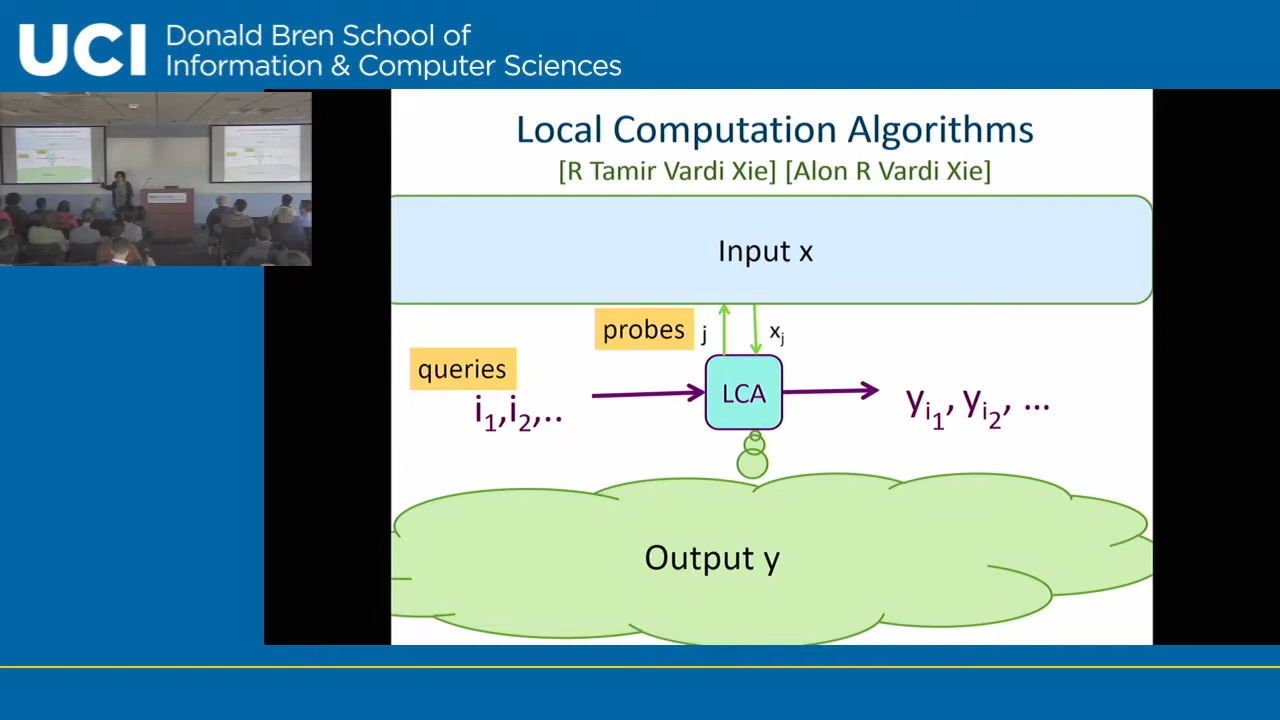 UCI
Donald Bren School of
Information & Computer Sciences
Local Computation Algorithms
[R Tamir Vardi Xie] [Alon R Vardi Xie]
Input x
probes j xj
queries
i1,i2,..
LCA
yi1, yi2, ...
Output y